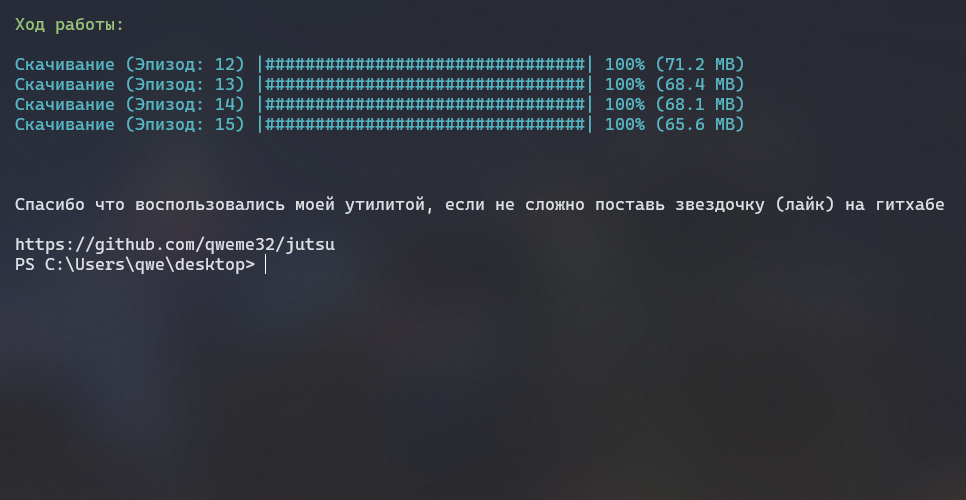 Ход работы:
Скачивание (Эпизод: 12) |################################| 100% (71.2 MB)
Скачивание (Эпизод: 13) |################################| 100% (68.4 MB)
Скачивание (Эпизод: 14) |################################| 100% (68.1 MB)
Скачивание (Эпизод: 15) |################################| 100% (65.6 MB)
Спасибо что воспользовались моей утилитой, если не сложно поставь звездочку (лайк) на гитхабе
https://github.com/qweme32/jutsu
PS C:\Users\qwe\desktop>